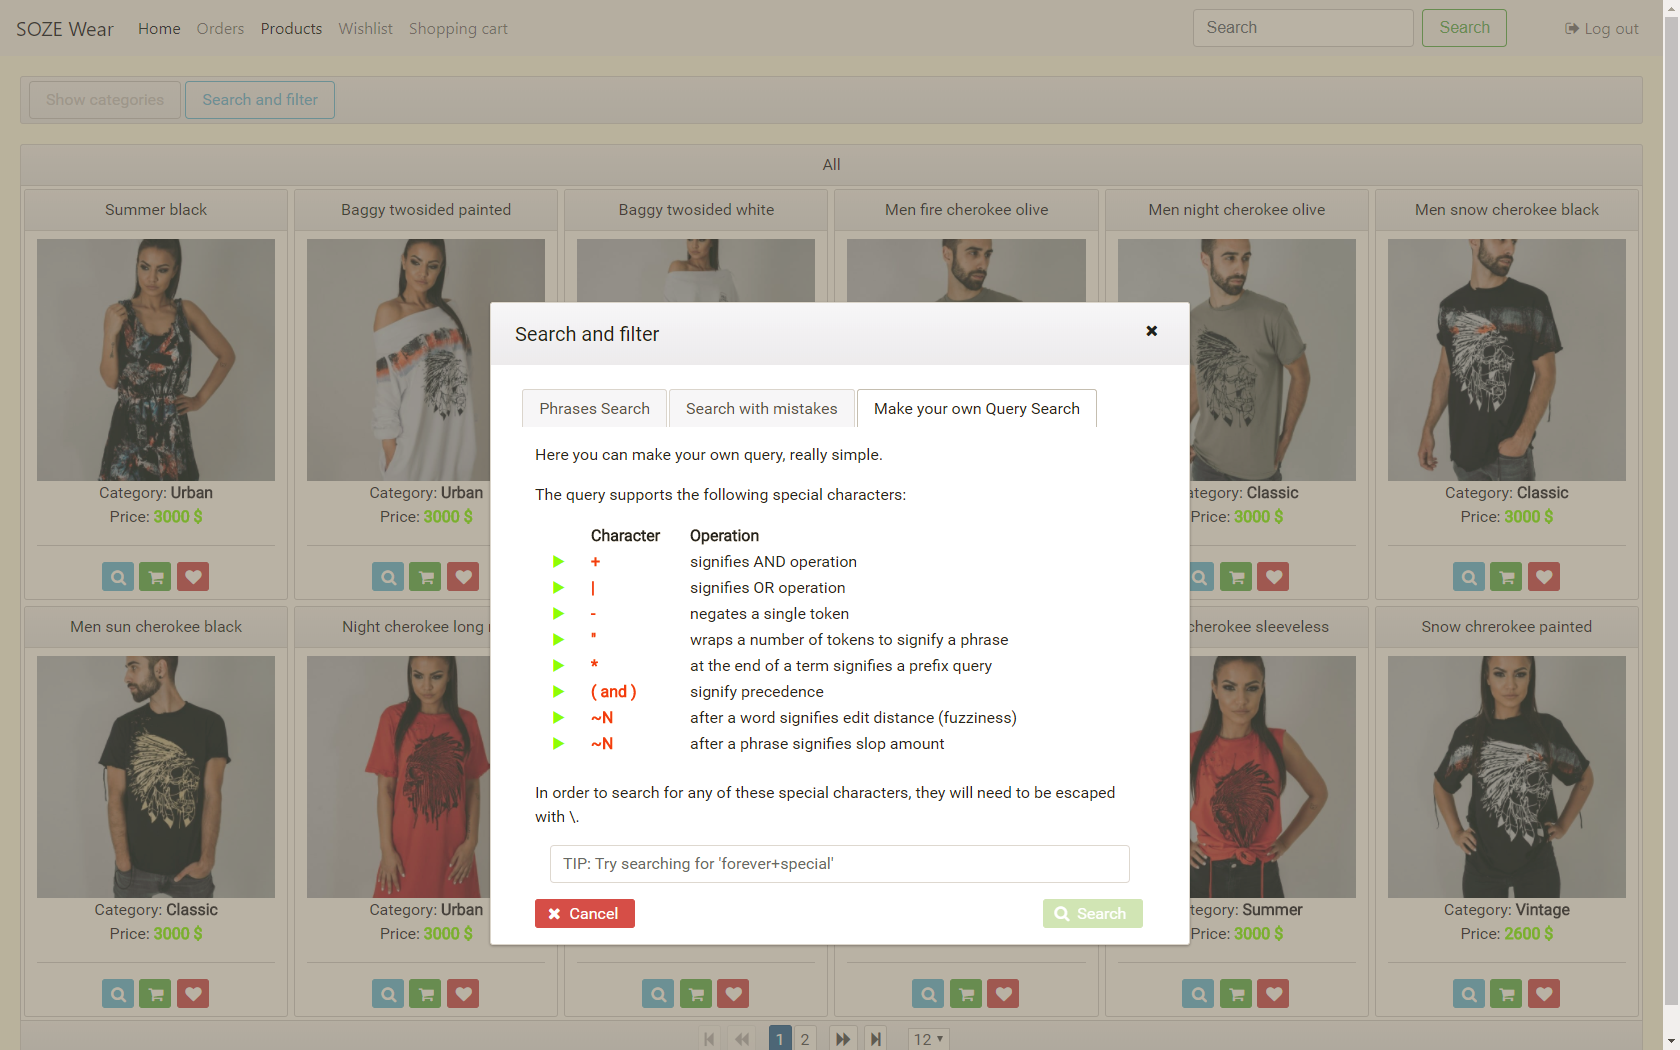 SOZE Wear Home Orders Products Wishlist Shopping cart Search Search Log out
Show categories Search and filter
All
Summer black Baggy twosided painted Baggy twosided white Men fire cherokee olive Men night cherokee olive Men snow cherokee black
Category: Urban Category: Urban Category: Classic Category: Classic
Price: 3000 $ Price: 3000 $ Price: 3000 $ Price: 3000 $
Men sun cherokee black Night cherokee long cherokee sleeveless Snow chrerokee painted
Category: Classic Category: Urban Category: Summer Category: Vintage
Price: 3000 $ Price: 3000 $ Price: 3000 $ Price: 2600 $
1 2 12
Search and filter
Phrases Search Search with mistakes Make your own Query Search
Here you can make your own query, really simple.
The query supports the following special characters:
Character Operation
+ signifies AND operation
| signifies OR operation
- negates a single token
" wraps a number of tokens to signify a phrase
* at the end of a term signifies a prefix query
( and ) signify precedence
~N after a word signifies edit distance (fuzziness)
~N after a phrase signifies slop amount
In order to search for any of these special characters, they will need to be escaped
with \.
TIP: Try searching for 'forever+special'
Cancel Search